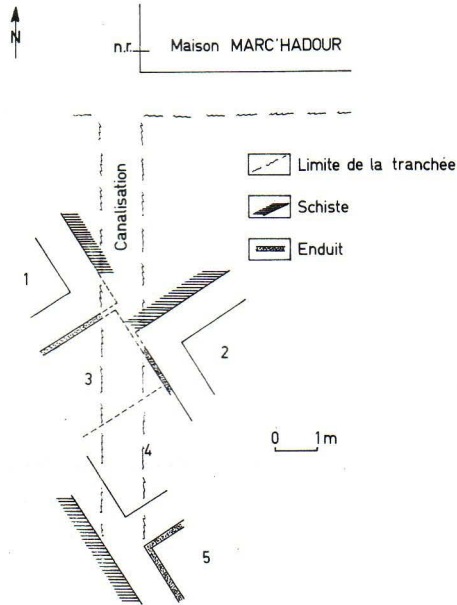 N
n.r. Maison MARC'HADOUR
Canalisation
Limite de la tranchée
Schiste
Enduit
1
2
3
4
0 1m
5